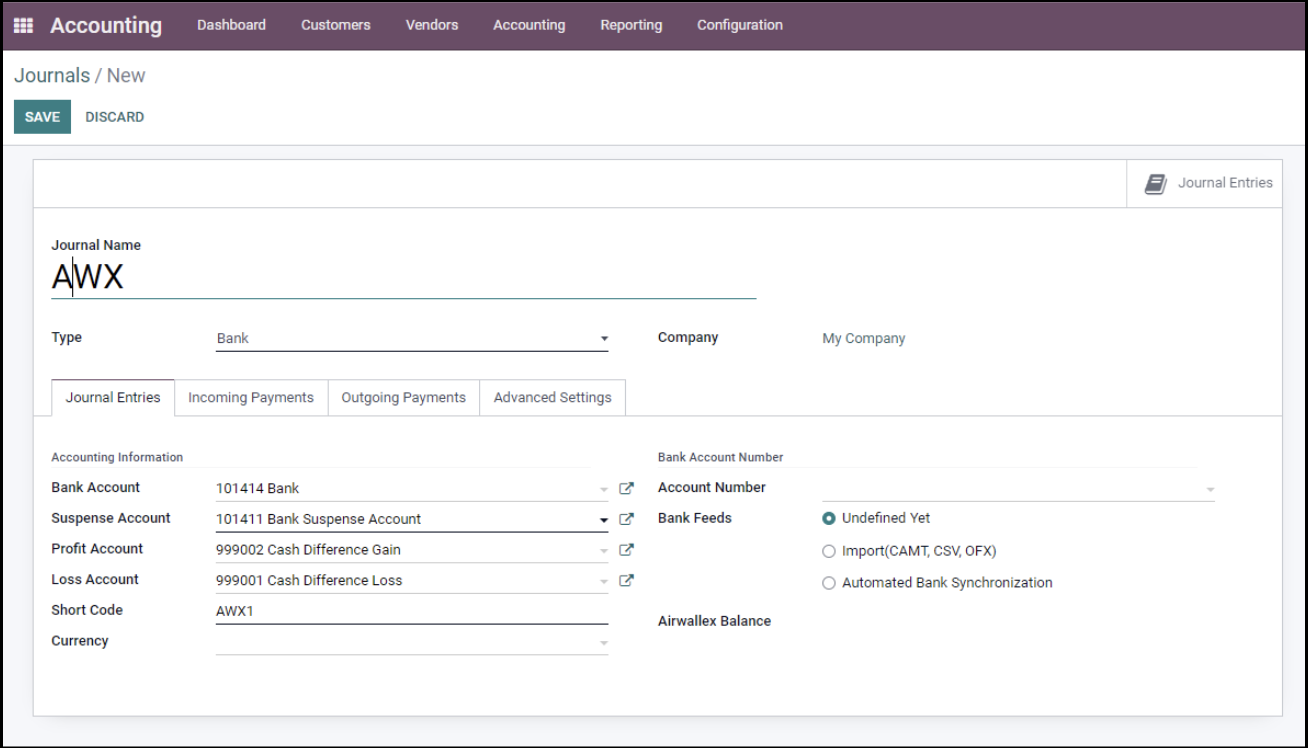 Accounting Dashboard Customers Vendors Accounting Reporting Configuration
Journals / New
SAVE DISCARD
Journal Entries
Journal Name
AWX
Type Bank Company My Company
Journal Entries Incoming Payments Outgoing Payments Advanced Settings
Accounting Information Bank Account Number
Bank Account 101414 Bank Account Number
Suspense Account 101411 Bank Suspense Account Bank Feeds Undefined Yet
Profit Account 999002 Cash Difference Gain Import(CAMT, CSV, OFX)
Loss Account 999001 Cash Difference Loss Automated Bank Synchronization
Short Code AWX1 Airwallex Balance
Currency